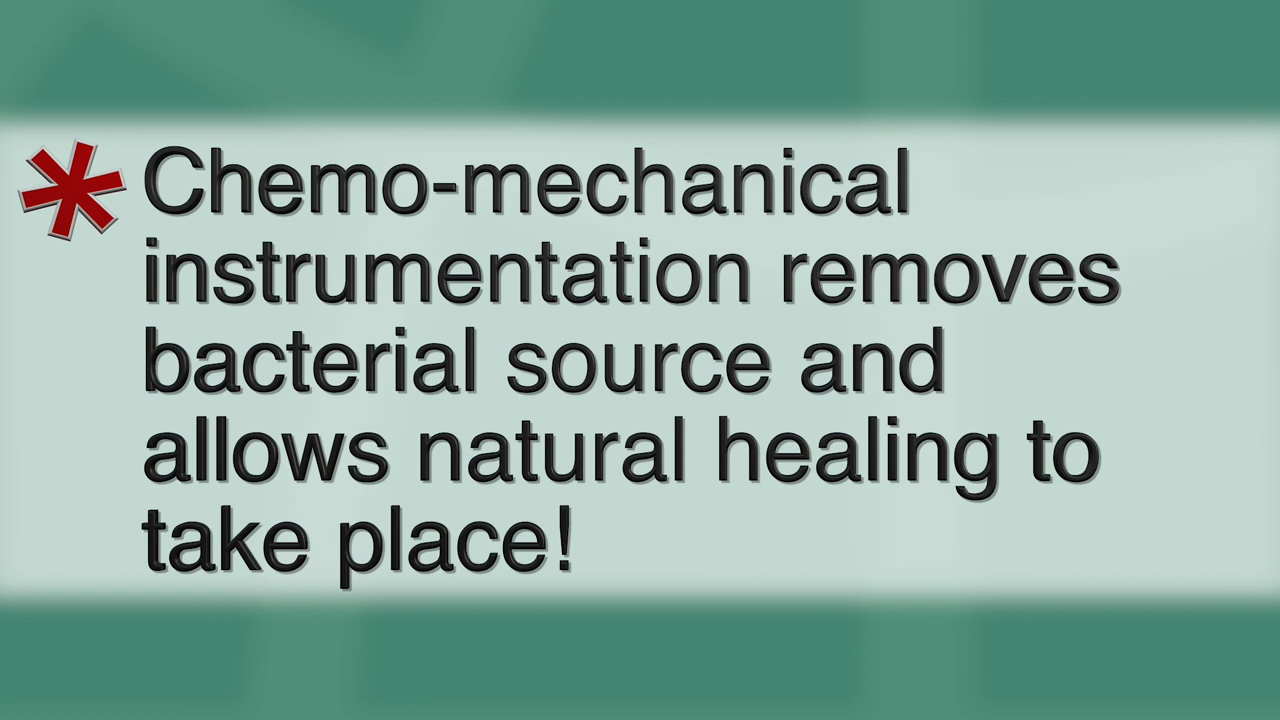 * Chemo-mechanical
instrumentation removes
bacterial source and
allows natural healing to
take place!